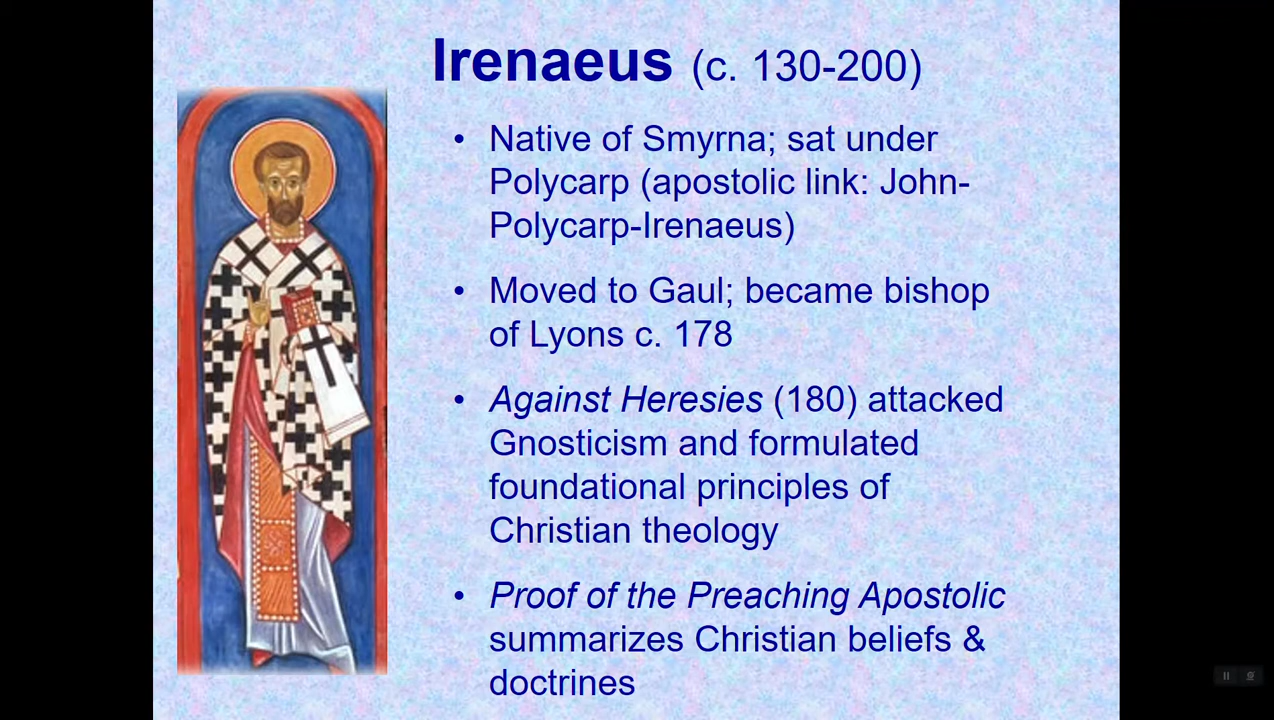 Irenaeus (c. 130-200)
• Native of Smyrna; sat under
Polycarp (apostolic link: John-
Polycarp-Irenaeus)
• Moved to Gaul; became bishop
of Lyons c. 178
• Against Heresies (180) attacked
Gnosticism and formulated
foundational principles of
Christian theology
• Proof of the Preaching Apostolic
summarizes Christian beliefs &
doctrines